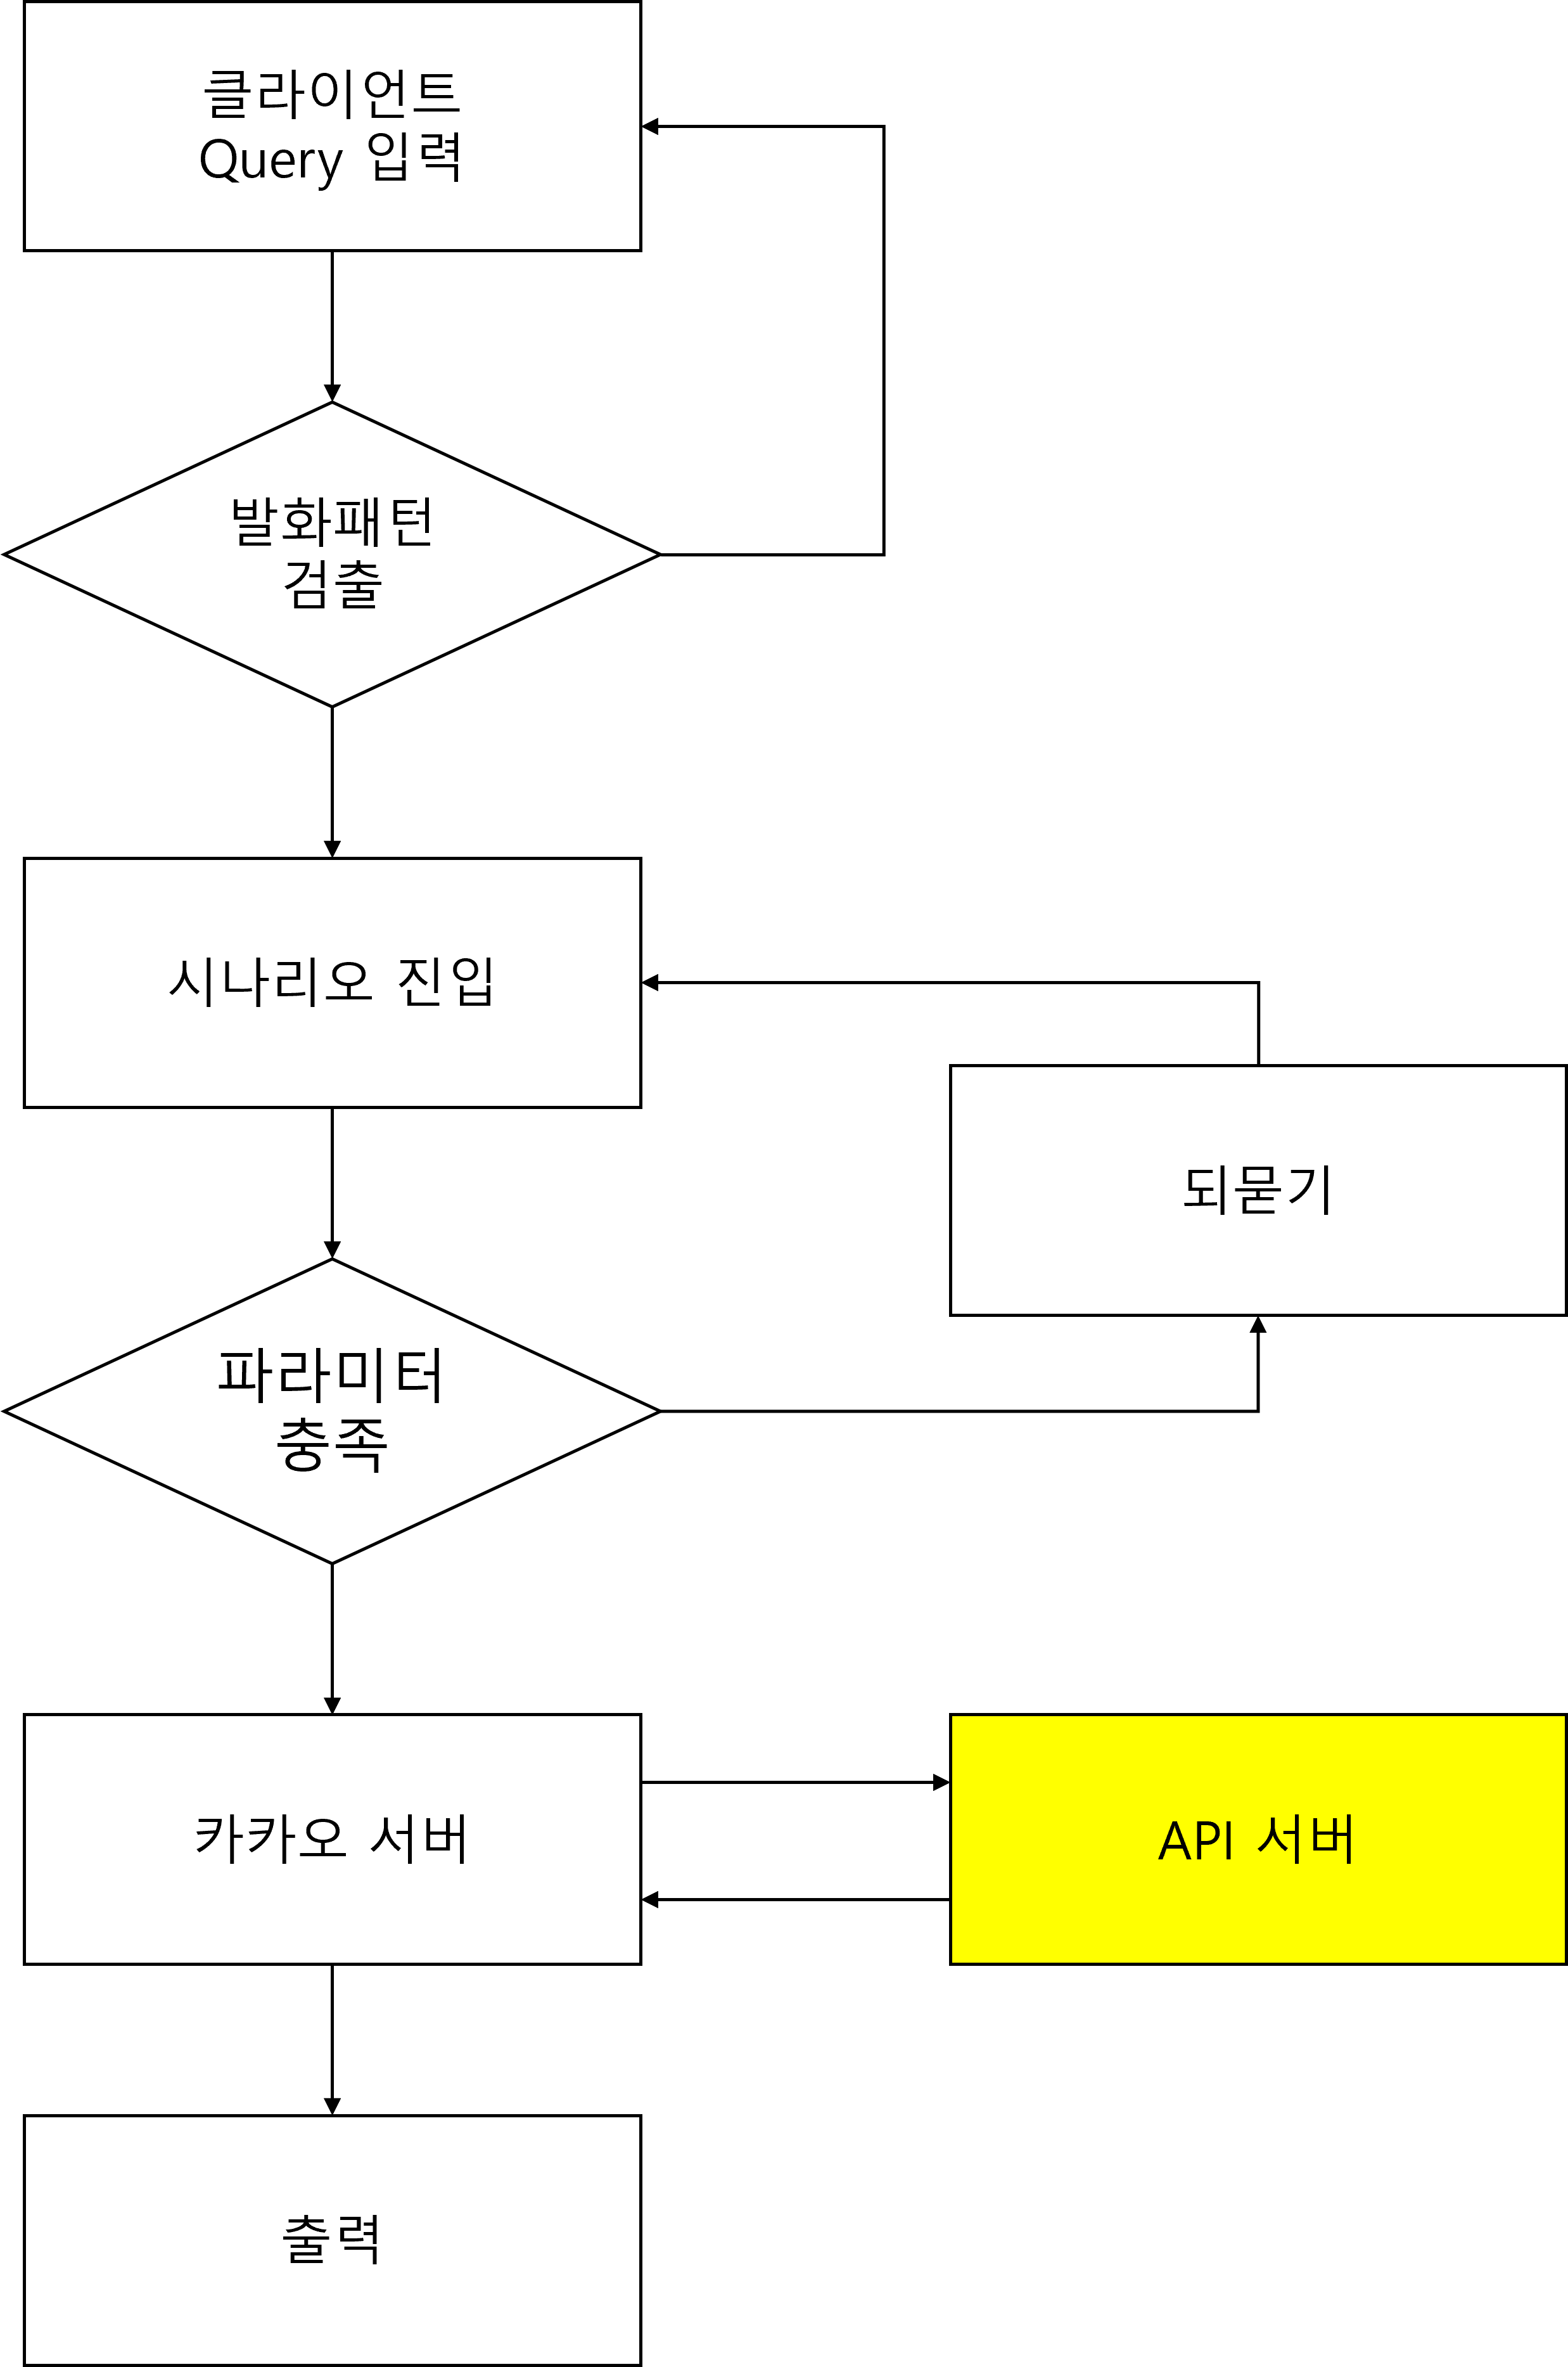 클라이언트
Query 입력
발화패턴
검출
시나리오 진입
되묻기
파라미터
충족
카카오 서버
API 서버
출력